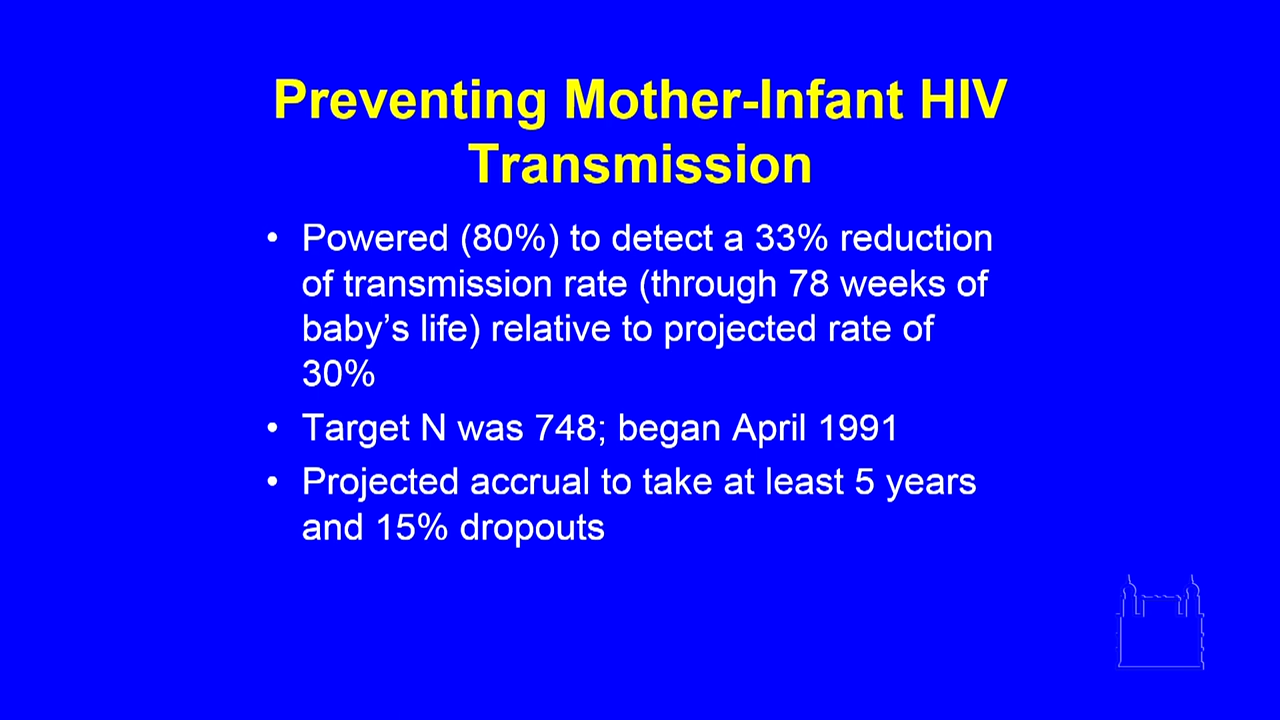 Preventing Mother-Infant HIV
Transmission
• Powered (80%) to detect a 33% reduction
of transmission rate (through 78 weeks of
baby's life) relative to projected rate of
30%
• Target N was 748; began April 1991
• Projected accrual to take at least 5 years
and 15% dropouts